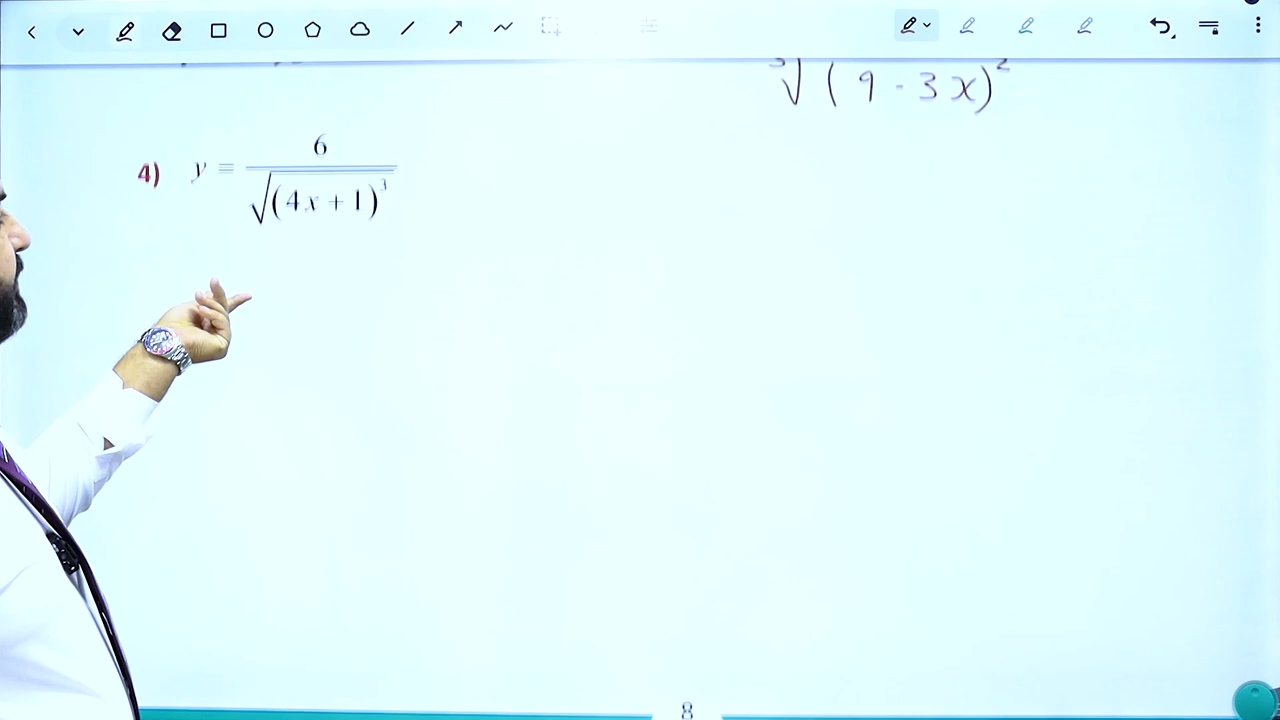 ∛(9 - 3x)²
4) y = 6 / √((4x + 1)³)
8